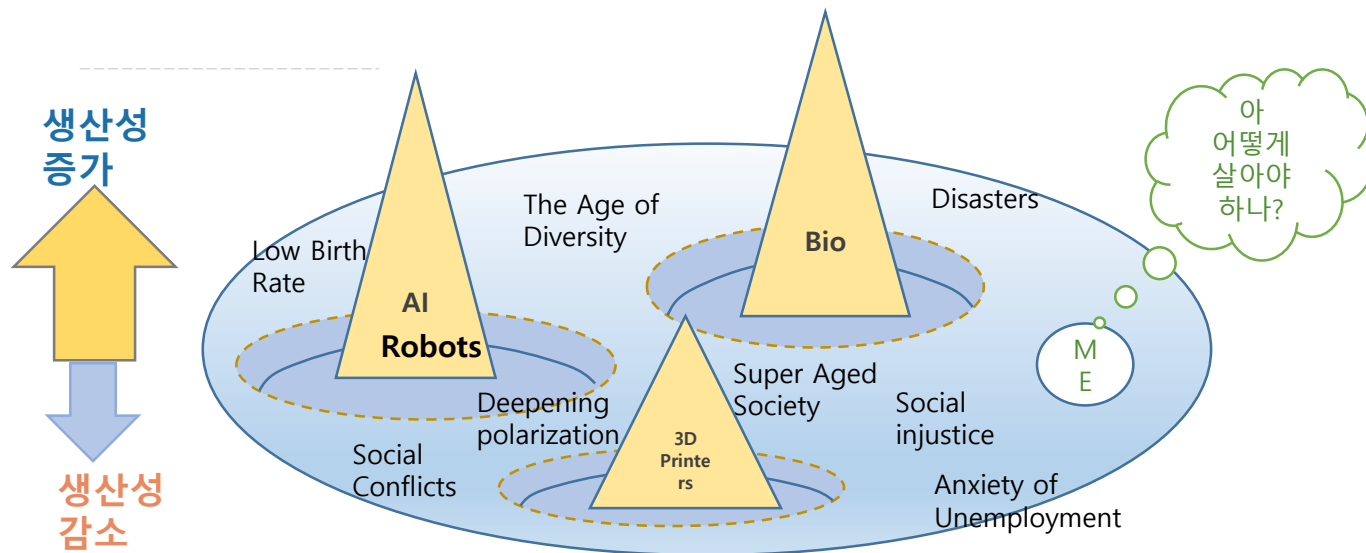 생산성
증가
아
어떻게
살아야
하나?
The Age of
Diversity
Disasters
Low Birth
Rate
Bio
AI
Robots
M
E
Super Aged
Society
Deepening
polarization
Social
injustice
3D
Printe
rs
Social
Conflicts
Anxiety of
Unemployment
생산성
감소